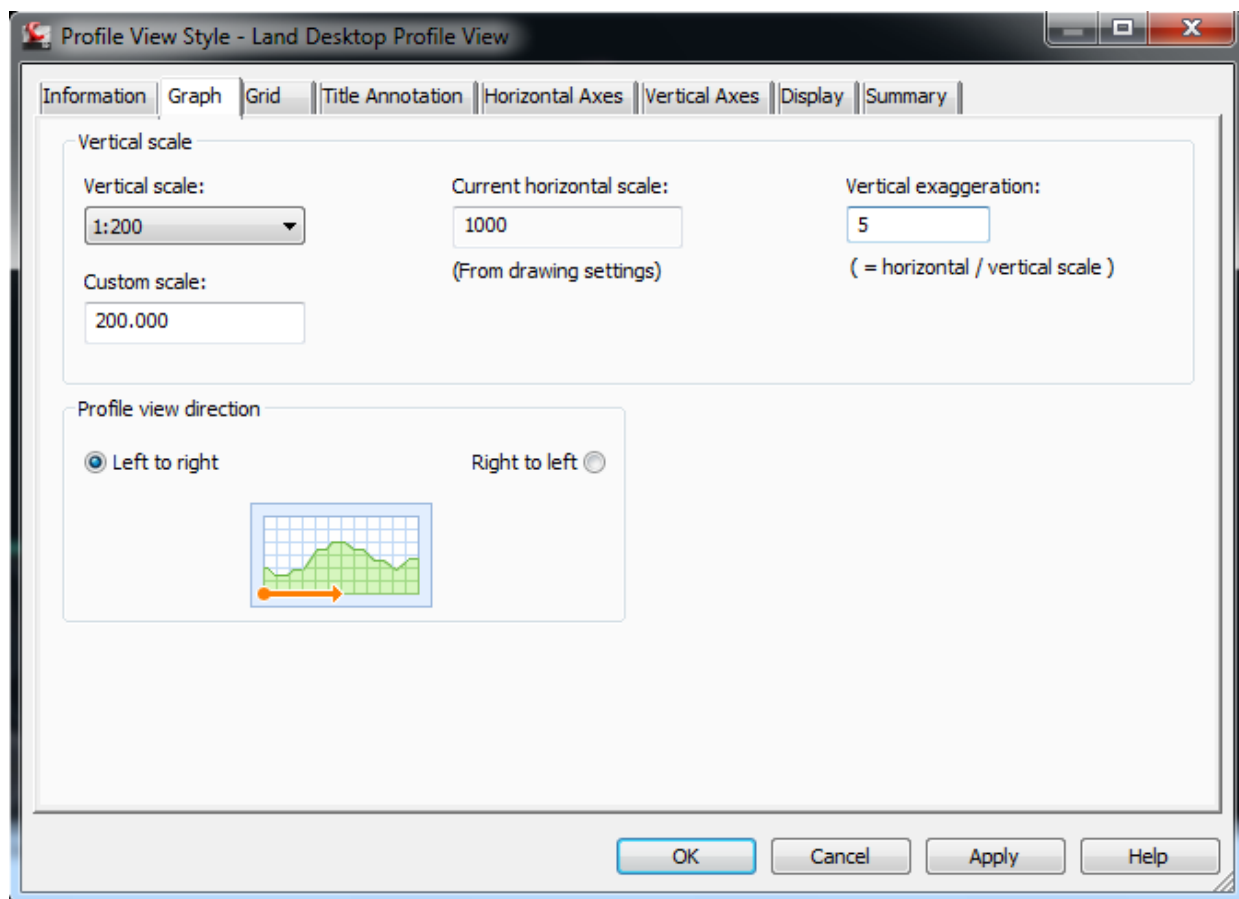 Profile View Style - Land Desktop Profile View
Information Graph Grid Title Annotation Horizontal Axes Vertical Axes Display Summary
Vertical scale
Vertical scale: Current horizontal scale: Vertical exaggeration:
1:200 1000 5
(From drawing settings) ( = horizontal / vertical scale )
Custom scale:
200.000
Profile view direction
Left to right Right to left
OK Cancel Apply Help